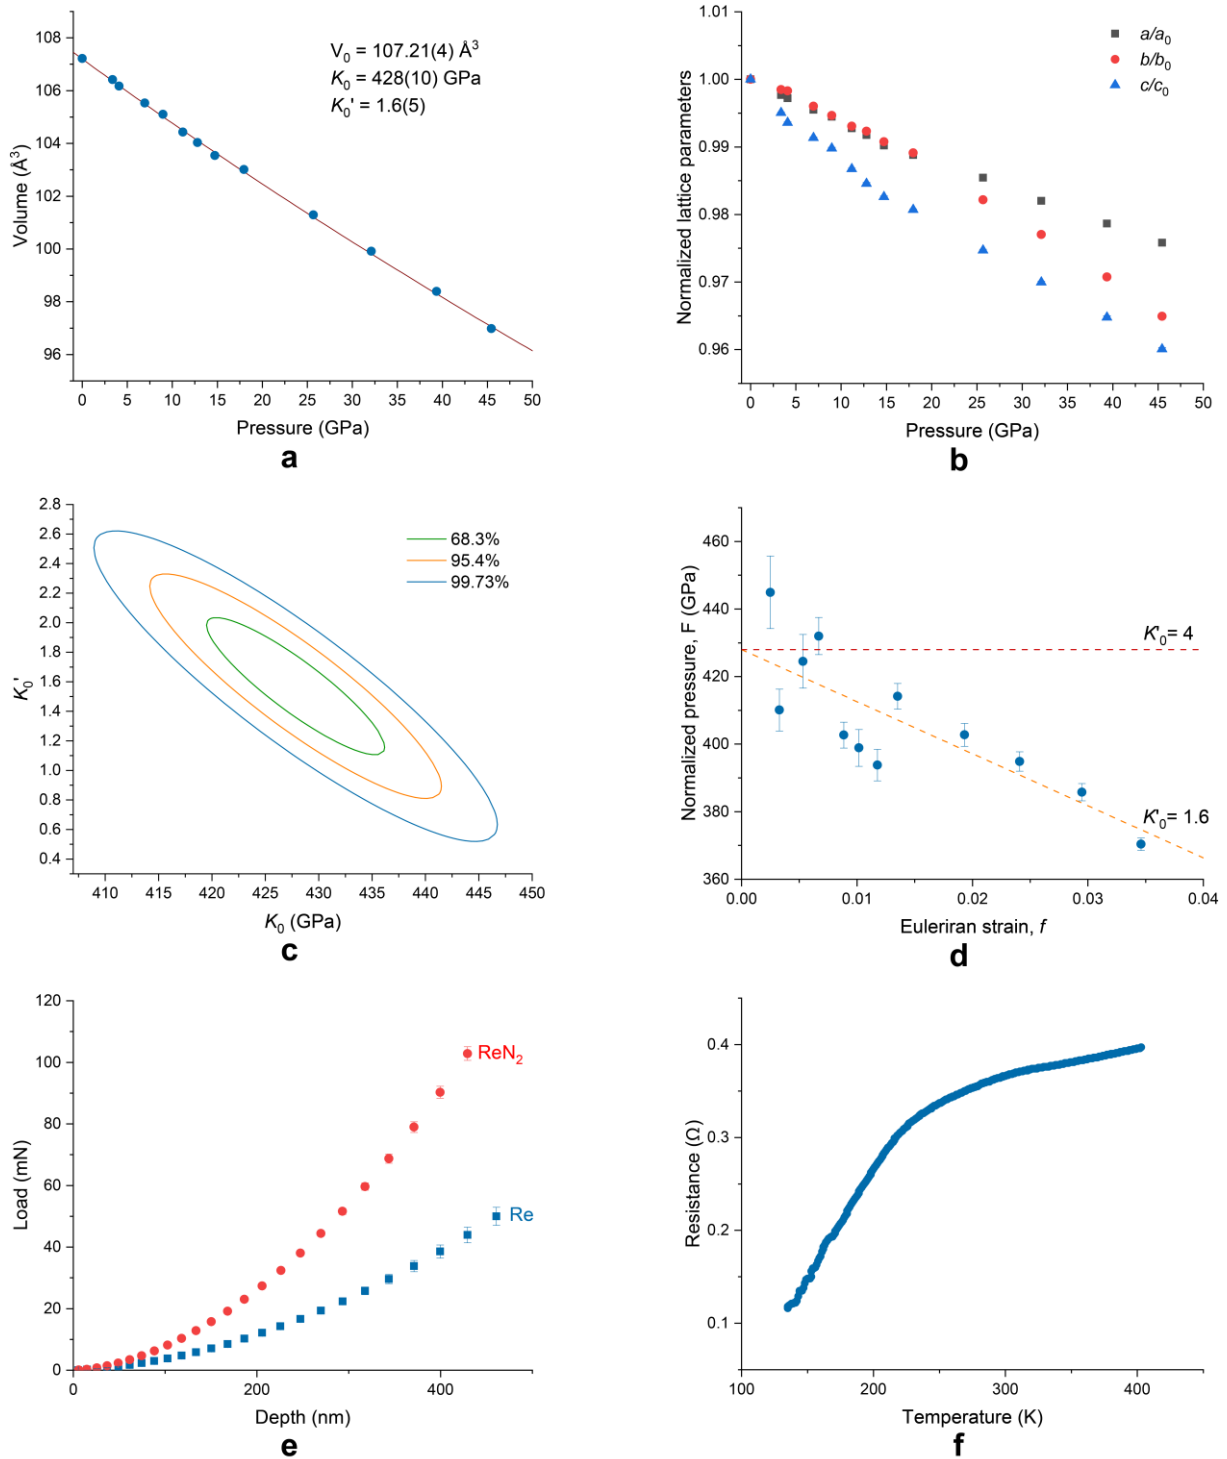 108
106
104
102
100
98
96
Volume (Å³)
V₀ = 107.21(4) Å³
K₀ = 428(10) GPa
K₀' = 1.6(5)
0 5 10 15 20 25 30 35 40 45 50
Pressure (GPa)
a
1.01
1.00
0.99
0.98
0.97
0.96
Normalized lattice parameters
a/a₀
b/b₀
c/c₀
0 5 10 15 20 25 30 35 40 45 50
Pressure (GPa)
b
2.8
2.6
2.4
2.2
2.0
1.8
1.6
1.4
1.2
1.0
0.8
0.6
0.4
K₀'
68.3%
95.4%
99.73%
410 415 420 425 430 435 440 445 450
K₀ (GPa)
c
460
440
420
400
380
360
Normalized pressure, F (GPa)
K'₀= 4
K'₀= 1.6
0.00 0.01 0.02 0.03 0.04
Euleriran strain, f
d
120
100
80
60
40
20
0
Load (mN)
ReN₂
Re
0 200 400
Depth (nm)
e
0.4
0.3
0.2
0.1
Resistance (Ω)
100 200 300 400
Temperature (K)
f